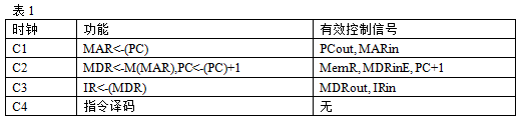 表 1
时钟 功能 有效控制信号
C1 MAR<-(PC) PCout, MARin
C2 MDR<-M(MAR),PC<-(PC)+1 MemR, MDRinE, PC+1
C3 IR<-(MDR) MDRout, IRin
C4 指令译码 无